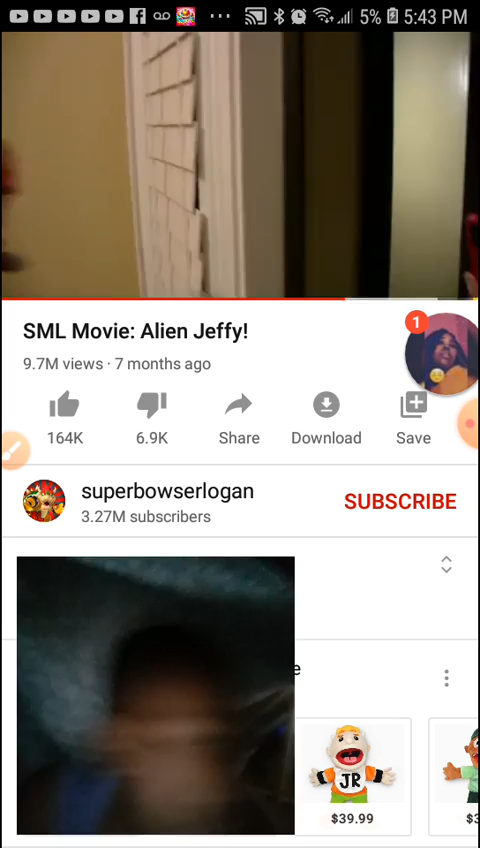 5% 5:43 PM
SML Movie: Alien Jeffy!
1
9.7M views · 7 months ago
164K
6.9K
Share
Download
Save
superbowserlogan
SUBSCRIBE
3.27M subscribers
e
JR
$39.99
$3